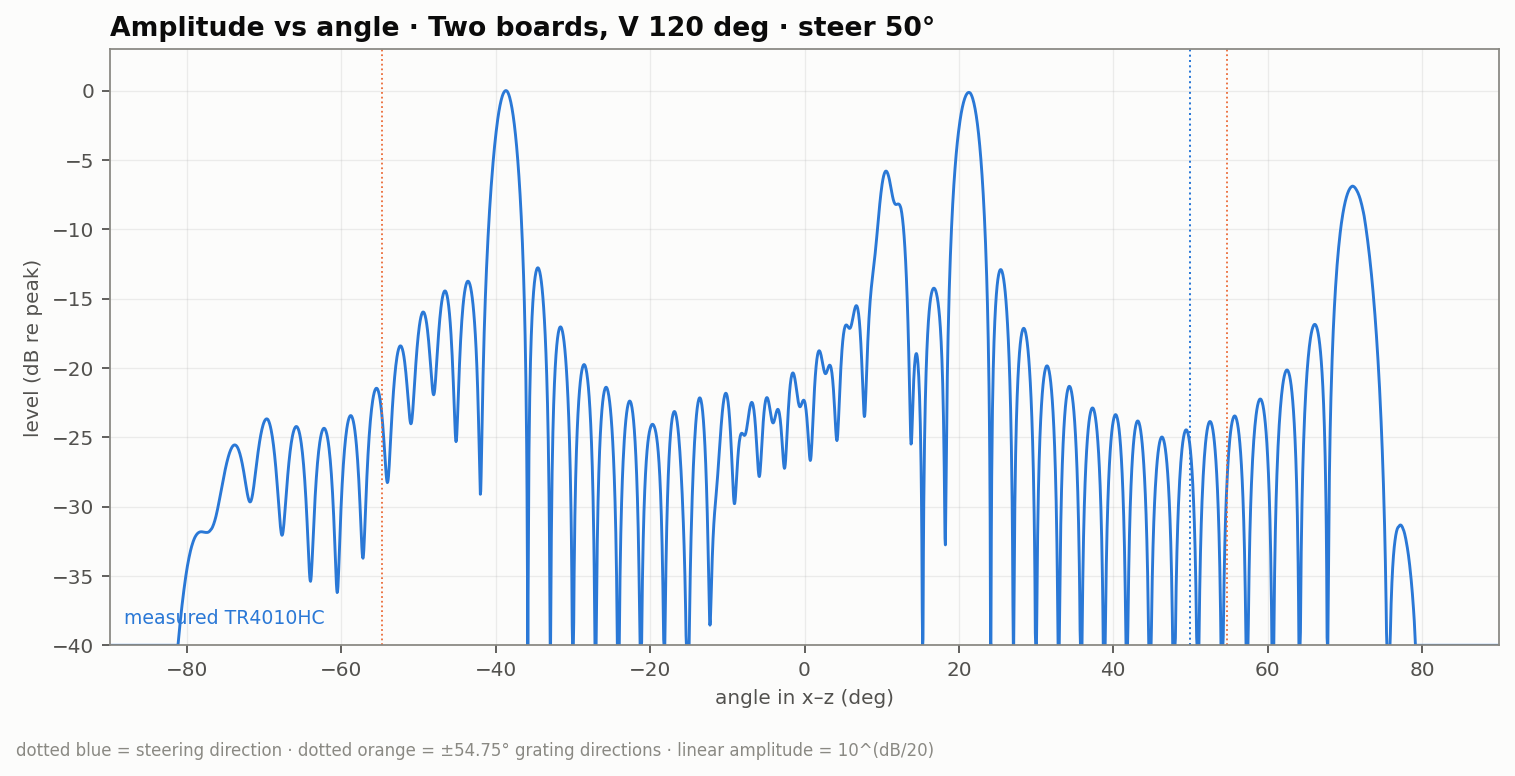 Amplitude vs angle · Two boards, V 120 deg · steer 50°
level (dB re peak)
0
−5
−10
−15
−20
−25
−30
−35
−40
measured TR4010HC
−80 −60 −40 −20 0 20 40 60 80
angle in x–z (deg)
dotted blue = steering direction · dotted orange = ±54.75° grating directions · linear amplitude = 10^(dB/20)